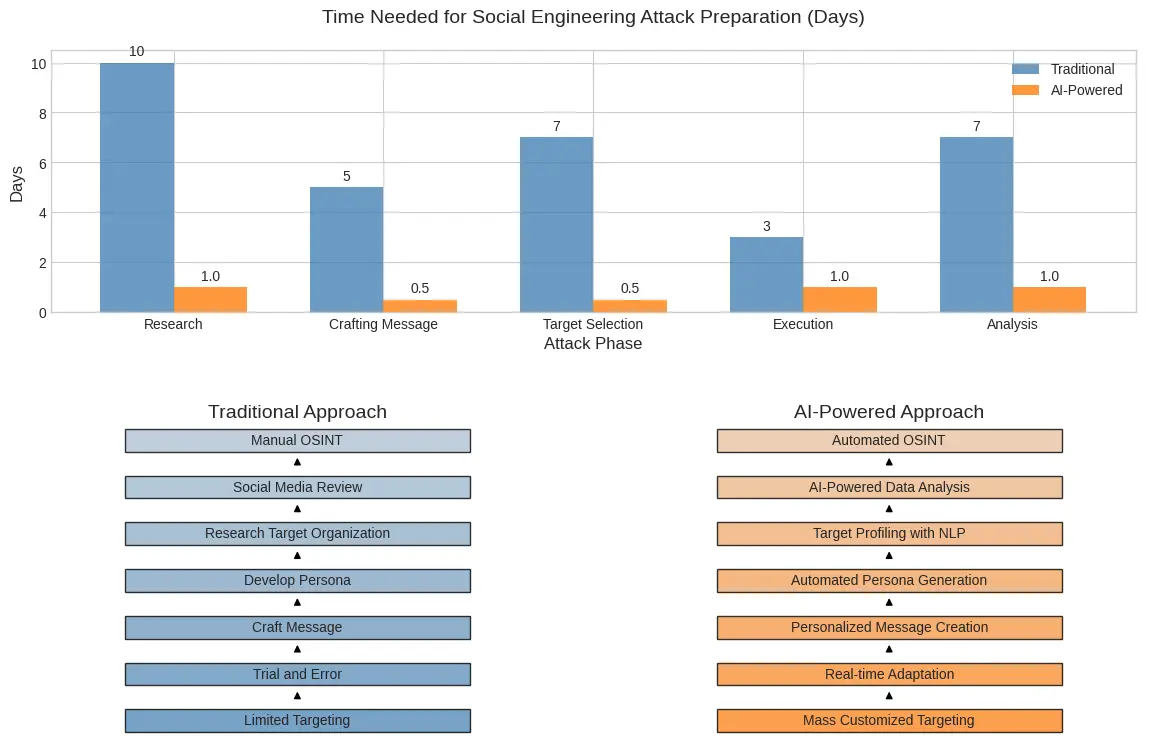 Time Needed for Social Engineering Attack Preparation (Days)
10
8
6
4
2
0
Days
10
1.0
5
0.5
7
0.5
3
1.0
7
1.0
Traditional
AI-Powered
Research
Crafting Message
Target Selection
Execution
Analysis
Attack Phase
Traditional Approach
Manual OSINT
Social Media Review
Research Target Organization
Develop Persona
Craft Message
Trial and Error
Limited Targeting
AI-Powered Approach
Automated OSINT
AI-Powered Data Analysis
Target Profiling with NLP
Automated Persona Generation
Personalized Message Creation
Real-time Adaptation
Mass Customized Targeting